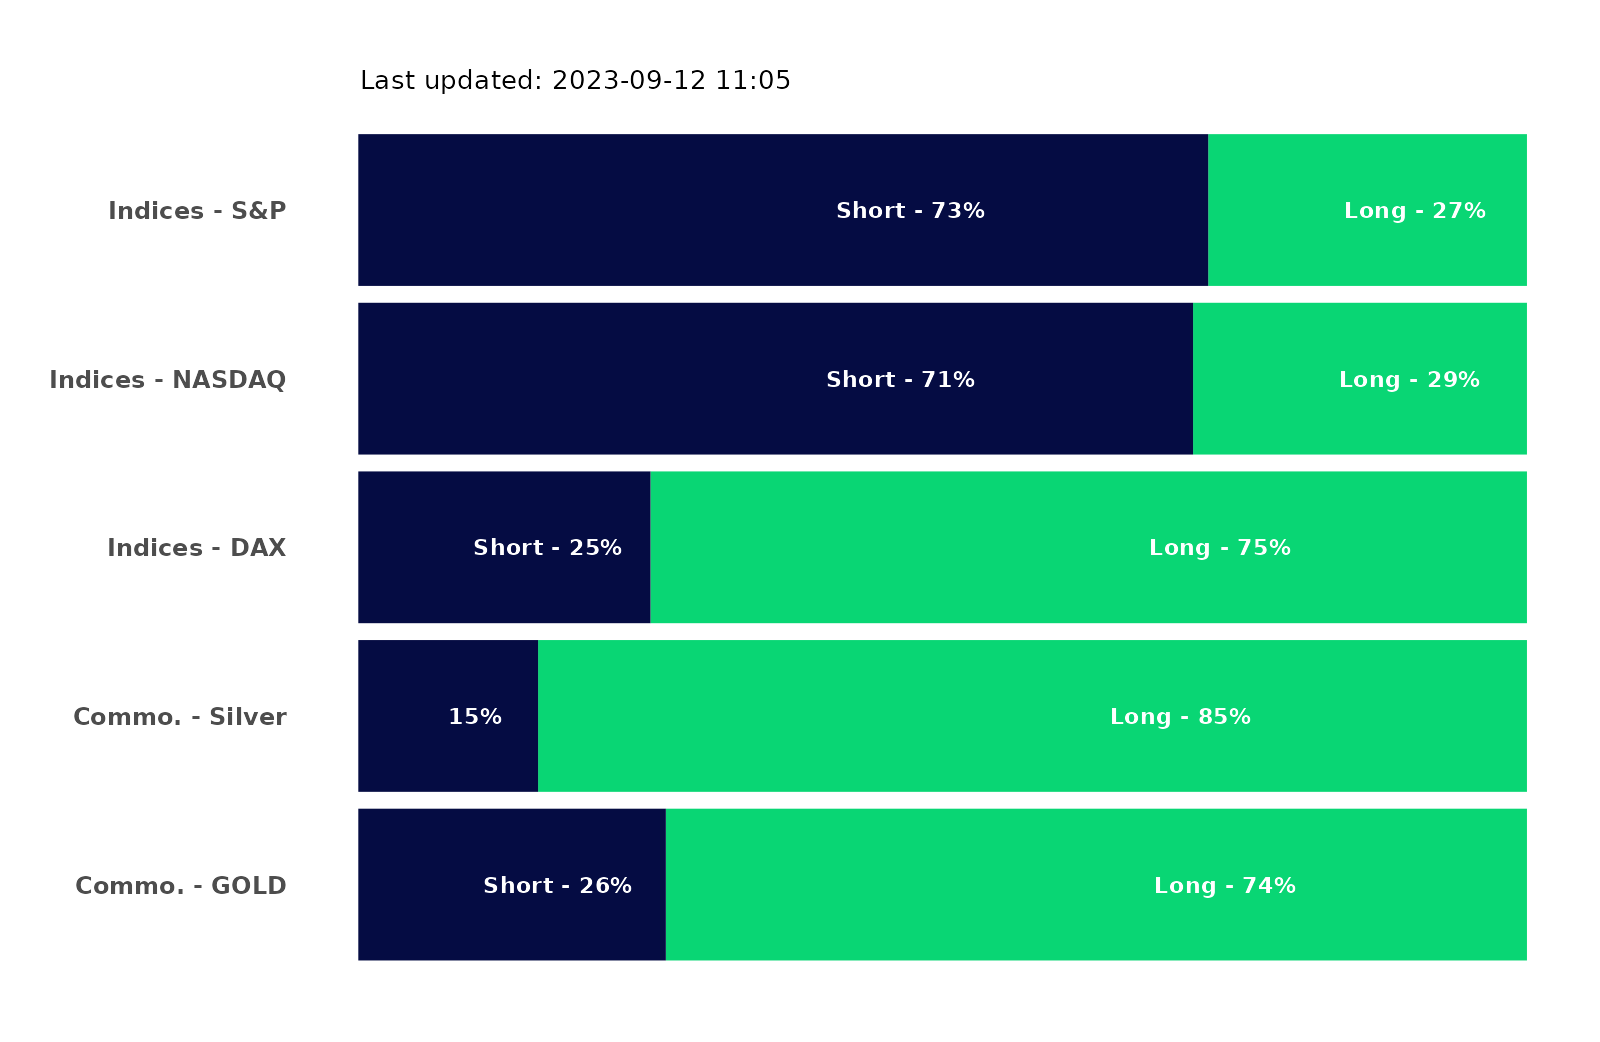 Last updated: 2023-09-12 11:05
Indices - S&P Short - 73% Long - 27%
Indices - NASDAQ Short - 71% Long - 29%
Indices - DAX Short - 25% Long - 75%
Commo. - Silver 15% Long - 85%
Commo. - GOLD Short - 26% Long - 74%